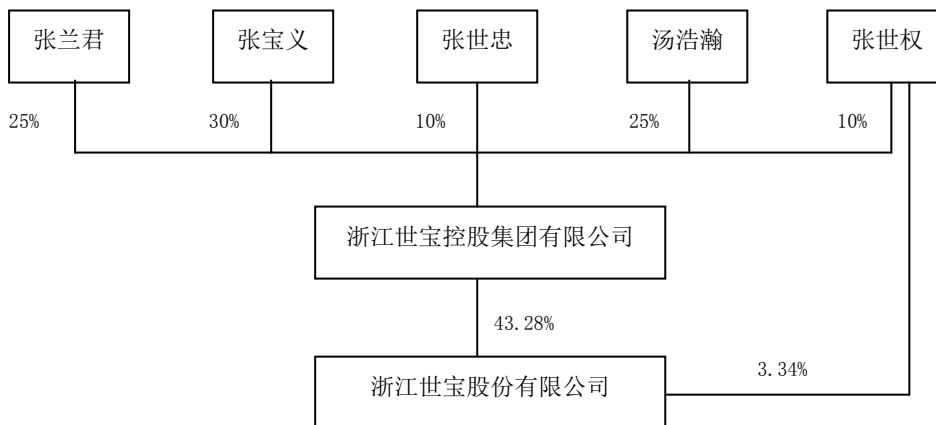 张兰君
张宝义
张世忠
汤浩瀚
张世权
25%
30%
10%
25%
10%
浙江世宝控股集团有限公司
43.28%
3.34%
浙江世宝股份有限公司